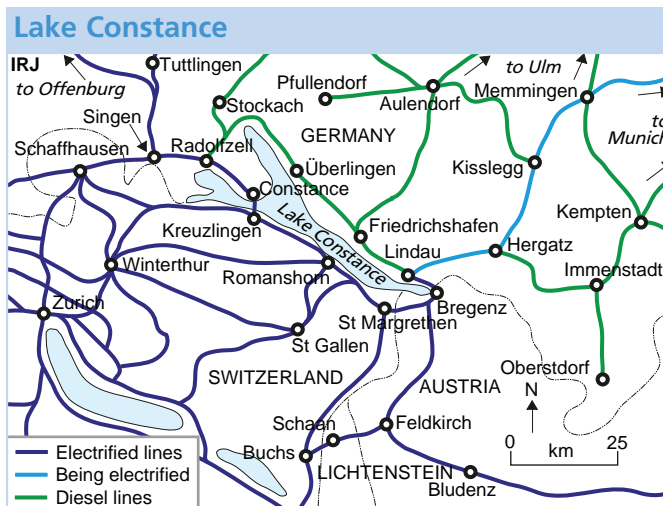 Lake Constance
IRJ
to Offenburg
Tuttlingen
to Ulm
Pfullendorf
Aulendorf
Memmingen
Stockach
Singen
GERMANY
to
Munich
Schaffhausen
Radolfzell
Überlingen
Kisslegg
Constance
Kreuzlingen
Lake Constance
Friedrichshafen
Kempten
Lindau
Hergatz
Winterthur
Romanshorn
Immenstadt
Zurich
Bregenz
St Margrethen
St Gallen
Oberstdorf
SWITZERLAND
AUSTRIA
N
Schaan
Feldkirch
0 25
km
Buchs
LICHTENSTEIN
Bludenz
Electrified lines
Being electrified
Diesel lines